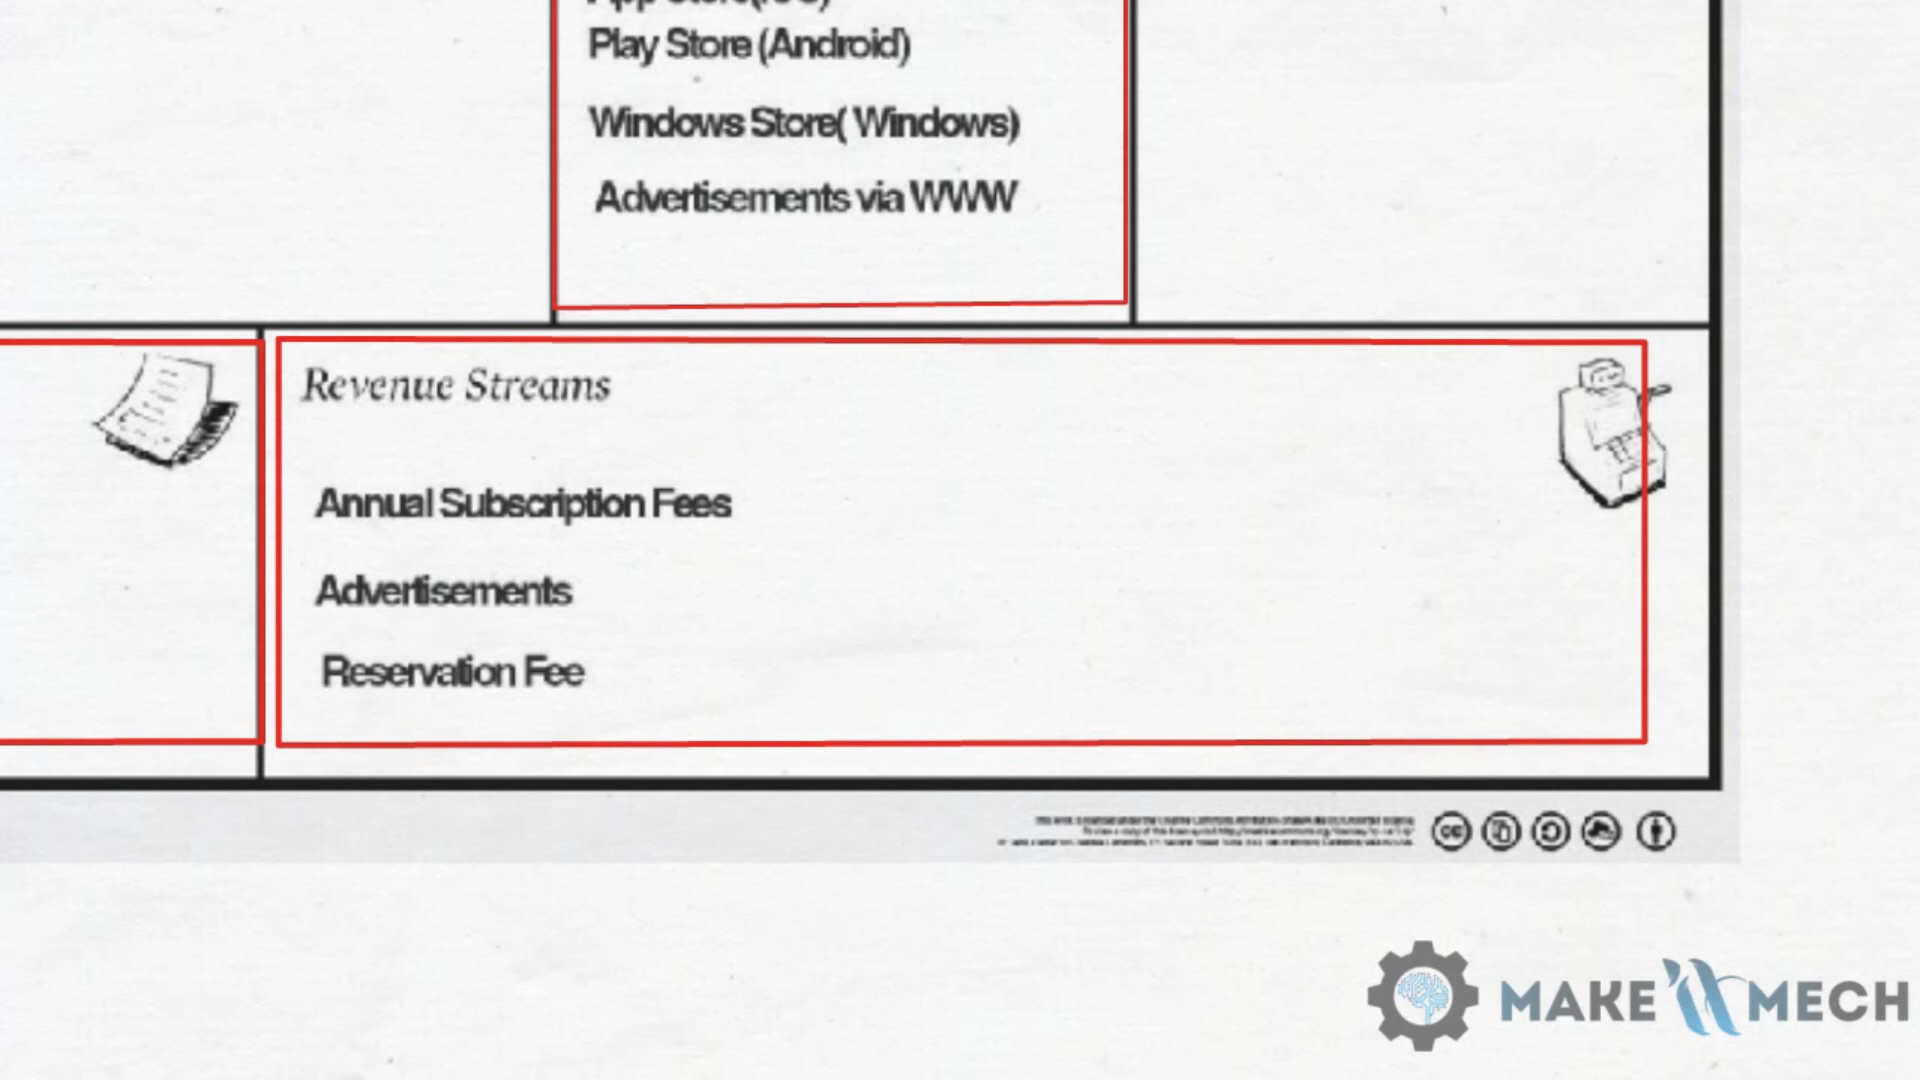 Play Store (Android)
Windows Store( Windows)
Advertisements via WWW
Revenue Streams
Annual Subscription Fees
Advertisements
Reservation Fee
MAKE N MECH